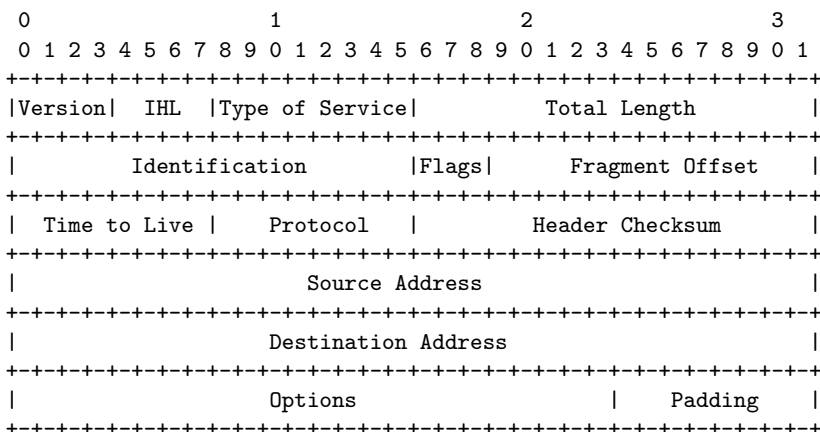 0                   1                   2                   3
0 1 2 3 4 5 6 7 8 9 0 1 2 3 4 5 6 7 8 9 0 1 2 3 4 5 6 7 8 9 0 1
+-+-+-+-+-+-+-+-+-+-+-+-+-+-+-+-+-+-+-+-+-+-+-+-+-+-+-+-+-+-+-+-+
|Version|  IHL  |Type of Service|          Total Length         |
+-+-+-+-+-+-+-+-+-+-+-+-+-+-+-+-+-+-+-+-+-+-+-+-+-+-+-+-+-+-+-+-+
|         Identification        |Flags|      Fragment Offset    |
+-+-+-+-+-+-+-+-+-+-+-+-+-+-+-+-+-+-+-+-+-+-+-+-+-+-+-+-+-+-+-+-+
|  Time to Live |    Protocol   |         Header Checksum       |
+-+-+-+-+-+-+-+-+-+-+-+-+-+-+-+-+-+-+-+-+-+-+-+-+-+-+-+-+-+-+-+-+
|                       Source Address                          |
+-+-+-+-+-+-+-+-+-+-+-+-+-+-+-+-+-+-+-+-+-+-+-+-+-+-+-+-+-+-+-+-+
|                    Destination Address                        |
+-+-+-+-+-+-+-+-+-+-+-+-+-+-+-+-+-+-+-+-+-+-+-+-+-+-+-+-+-+-+-+-+
|                    Options                    |    Padding    |
+-+-+-+-+-+-+-+-+-+-+-+-+-+-+-+-+-+-+-+-+-+-+-+-+-+-+-+-+-+-+-+-+